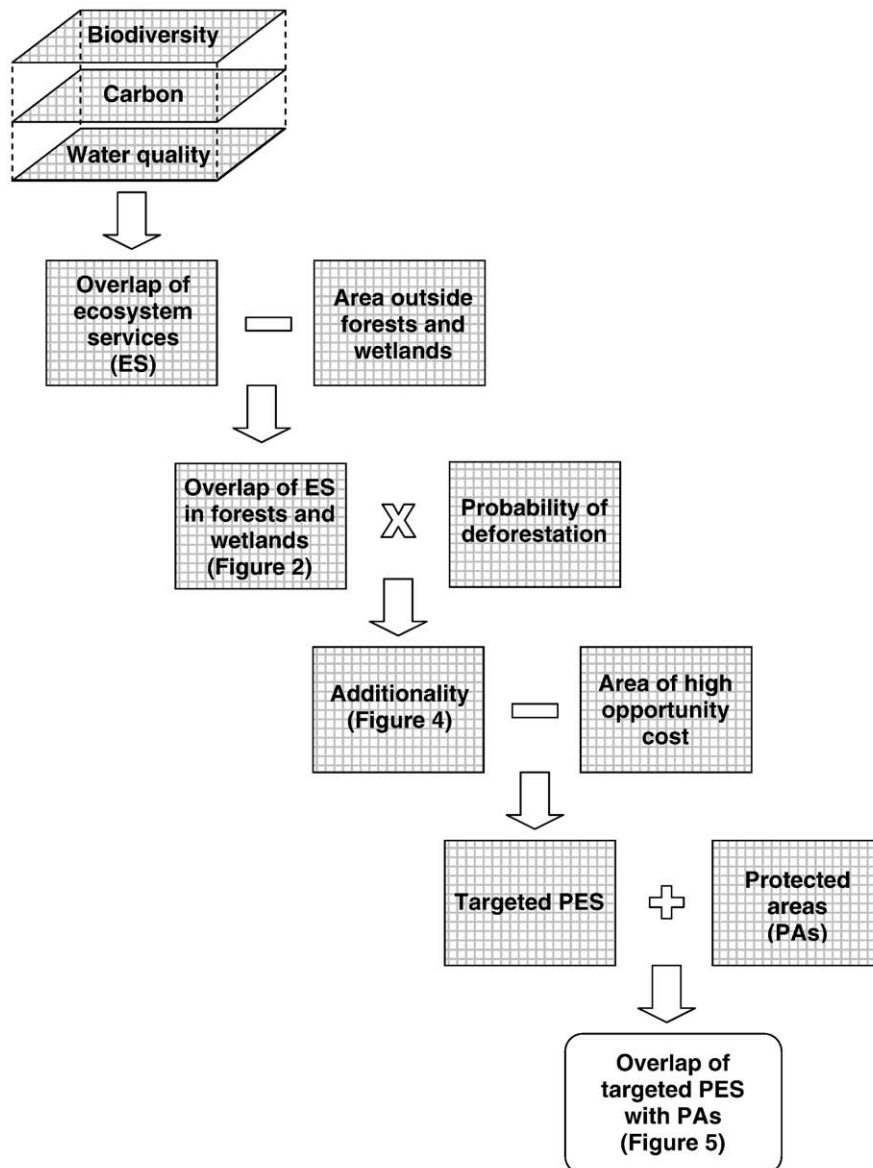 Biodiversity
Carbon
Water quality
Overlap of
ecosystem
services
(ES)
Area outside
forests and
wetlands
Overlap of ES
in forests and
wetlands
(Figure 2)
X
Probability of
deforestation
Additionality
(Figure 4)
Area of high
opportunity
cost
Targeted PES
Protected
areas
(PAs)
Overlap of
targeted PES
with PAs
(Figure 5)